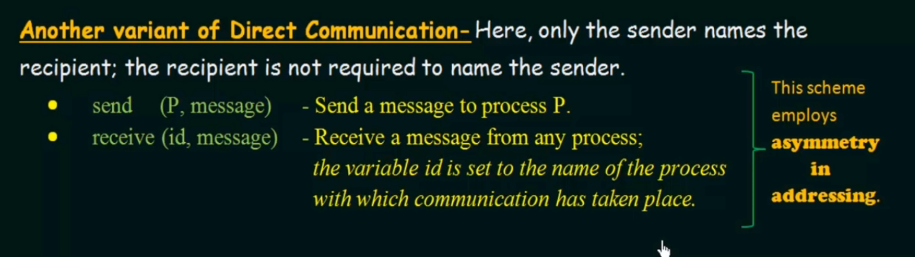 Another variant of Direct Communication- Here, only the sender names the
recipient; the recipient is not required to name the sender.
• send (P, message) - Send a message to process P.
• receive (id, message) - Receive a message from any process;
the variable id is set to the name of the process
with which communication has taken place.
This scheme
employs
asymmetry
in
addressing.